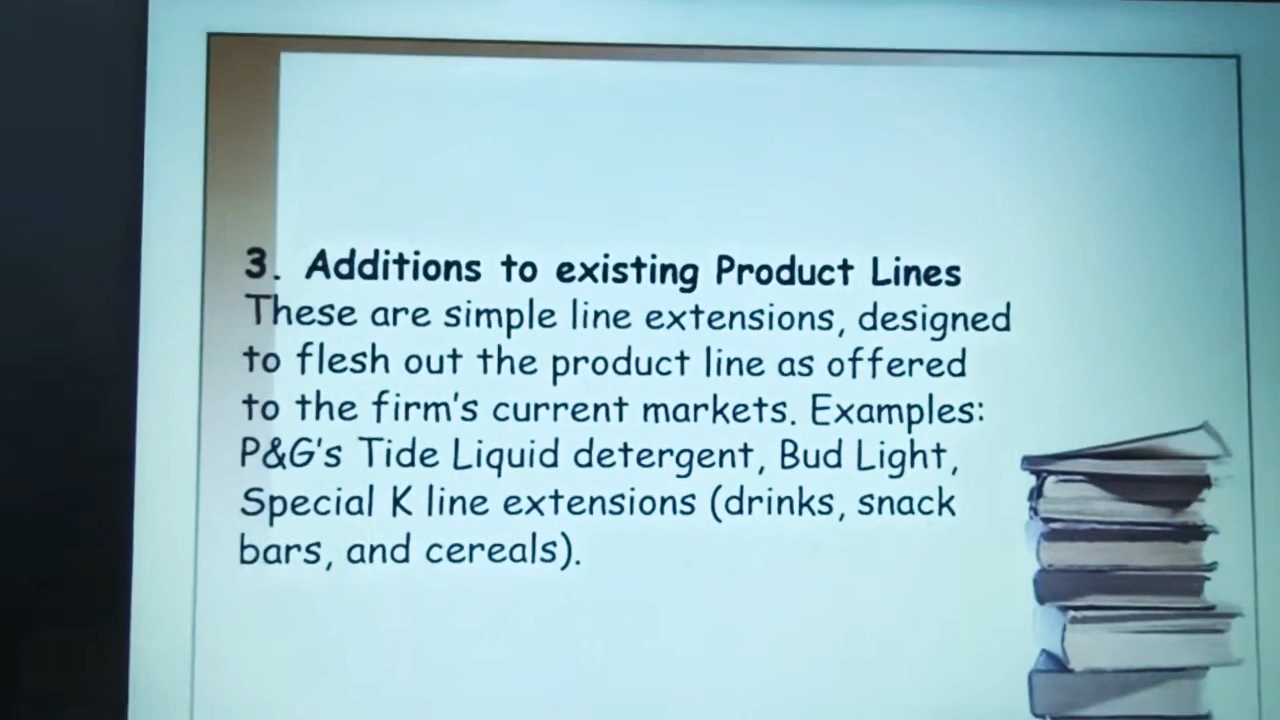 3. Additions to existing Product Lines
These are simple line extensions, designed
to flesh out the product line as offered
to the firm's current markets. Examples:
P&G's Tide Liquid detergent, Bud Light,
Special K line extensions (drinks, snack
bars, and cereals).